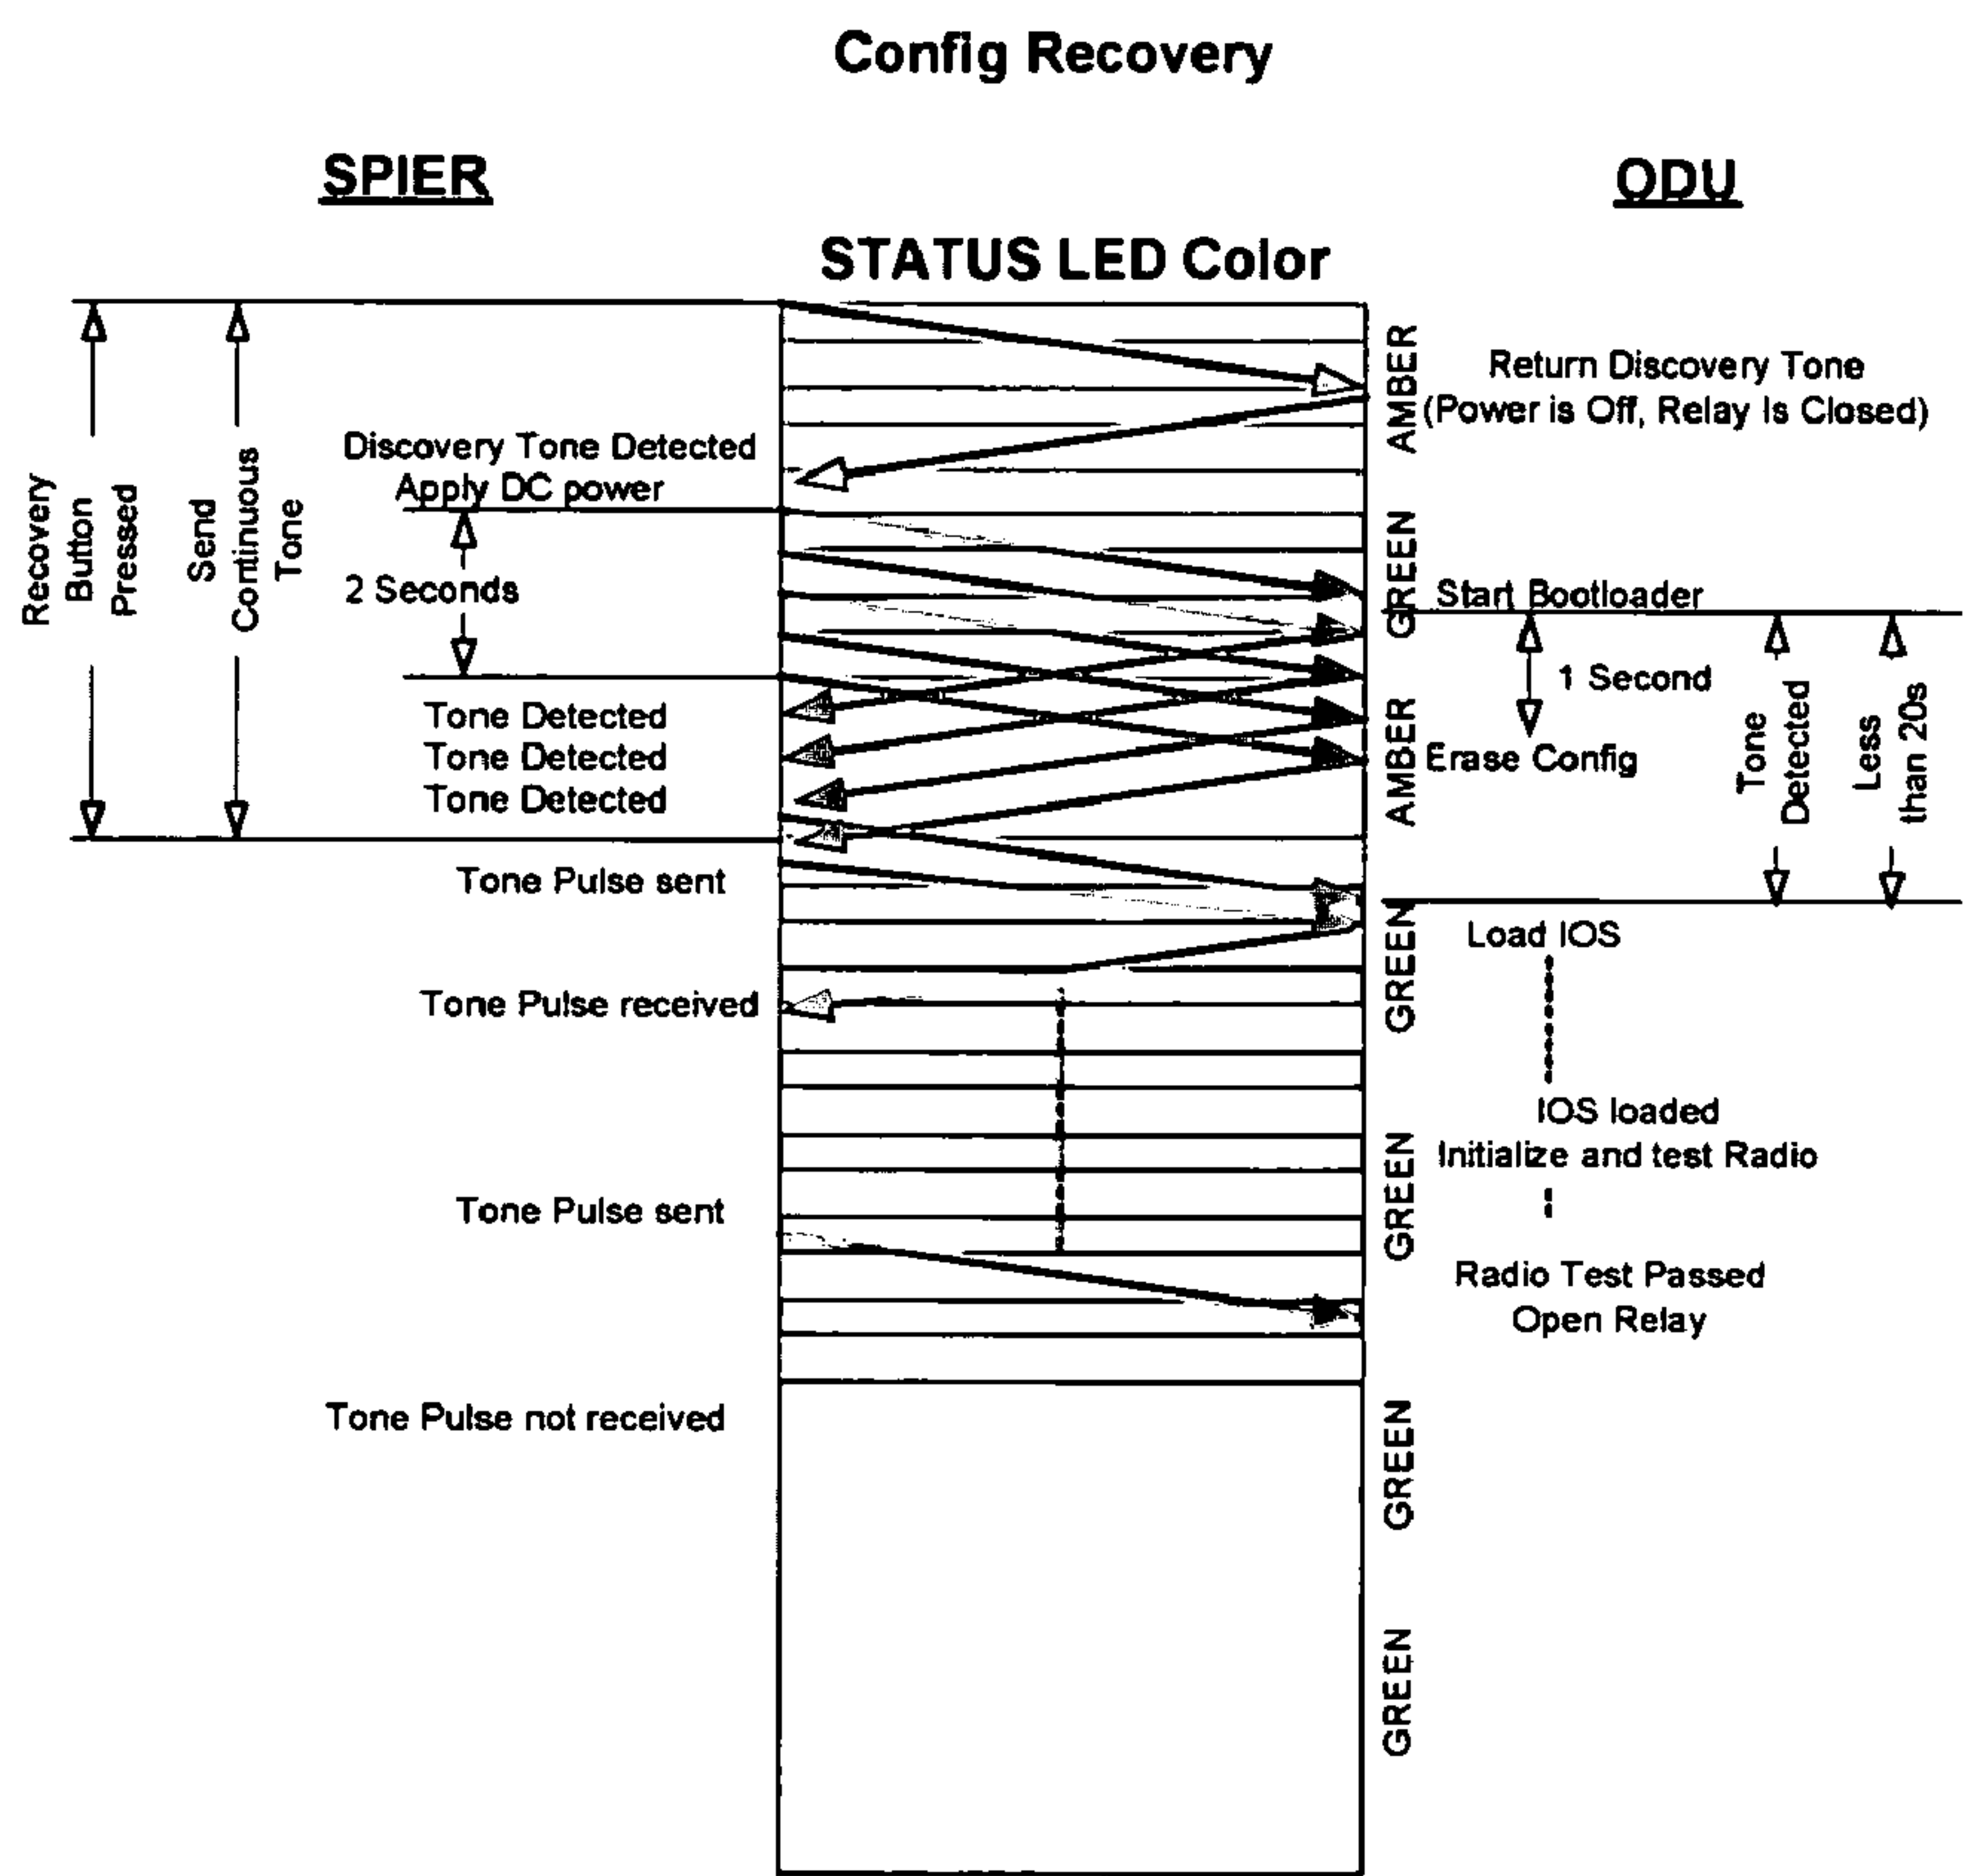 Config Recovery
SPIER
ODU
STATUS LED Color
Recovery
Button
Pressed
Send
Continuous
Tone
Discovery Tone Detected
Apply DC power
2 Seconds
Tone Detected
Tone Detected
Tone Detected
Tone Pulse sent
Tone Pulse received
Tone Pulse sent
Tone Pulse not received
AMBER
GREEN
AMBER
GREEN
GREEN
GREEN
GREEN
Return Discovery Tone
(Power is Off, Relay Is Closed)
Start Bootloader
1 Second
Erase Config
Tone
Detected
Less
than 20s
Load IOS
IOS loaded
Initialize and test Radio
Radio Test Passed
Open Relay